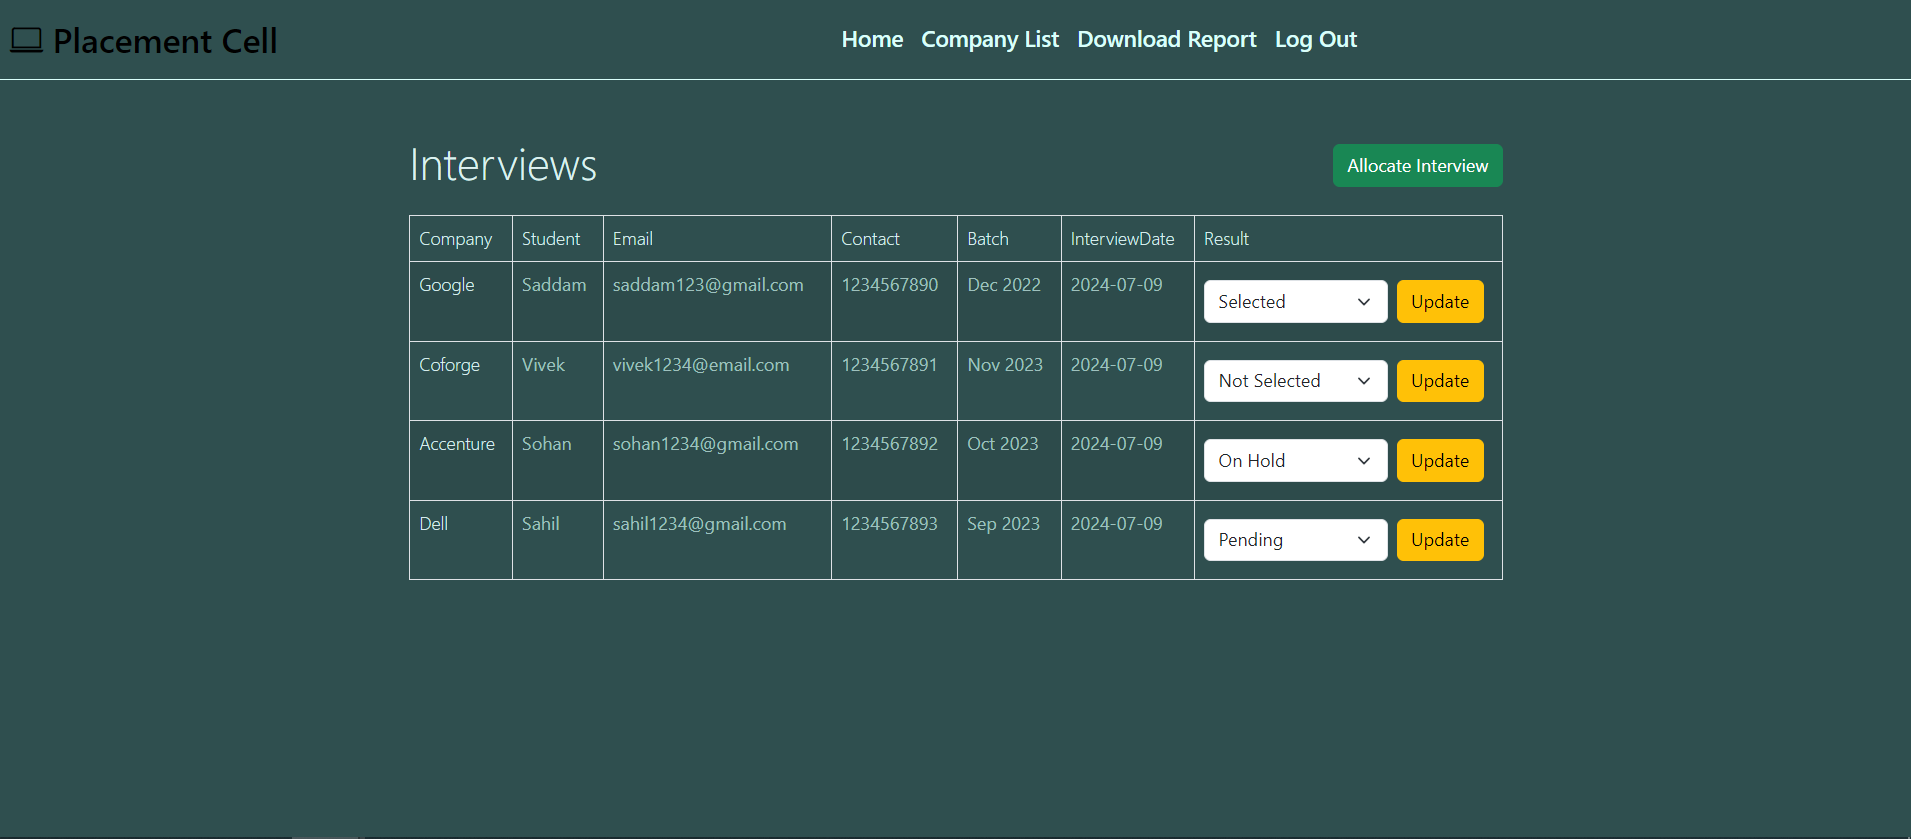 Placement Cell Home Company List Download Report Log Out
Interviews Allocate Interview
Company Student Email Contact Batch InterviewDate Result
Google Saddam saddam123@gmail.com 1234567890 Dec 2022 2024-07-09 Selected Update
Coforge Vivek vivek1234@email.com 1234567891 Nov 2023 2024-07-09 Not Selected Update
Accenture Sohan sohan1234@gmail.com 1234567892 Oct 2023 2024-07-09 On Hold Update
Dell Sahil sahil1234@gmail.com 1234567893 Sep 2023 2024-07-09 Pending Update